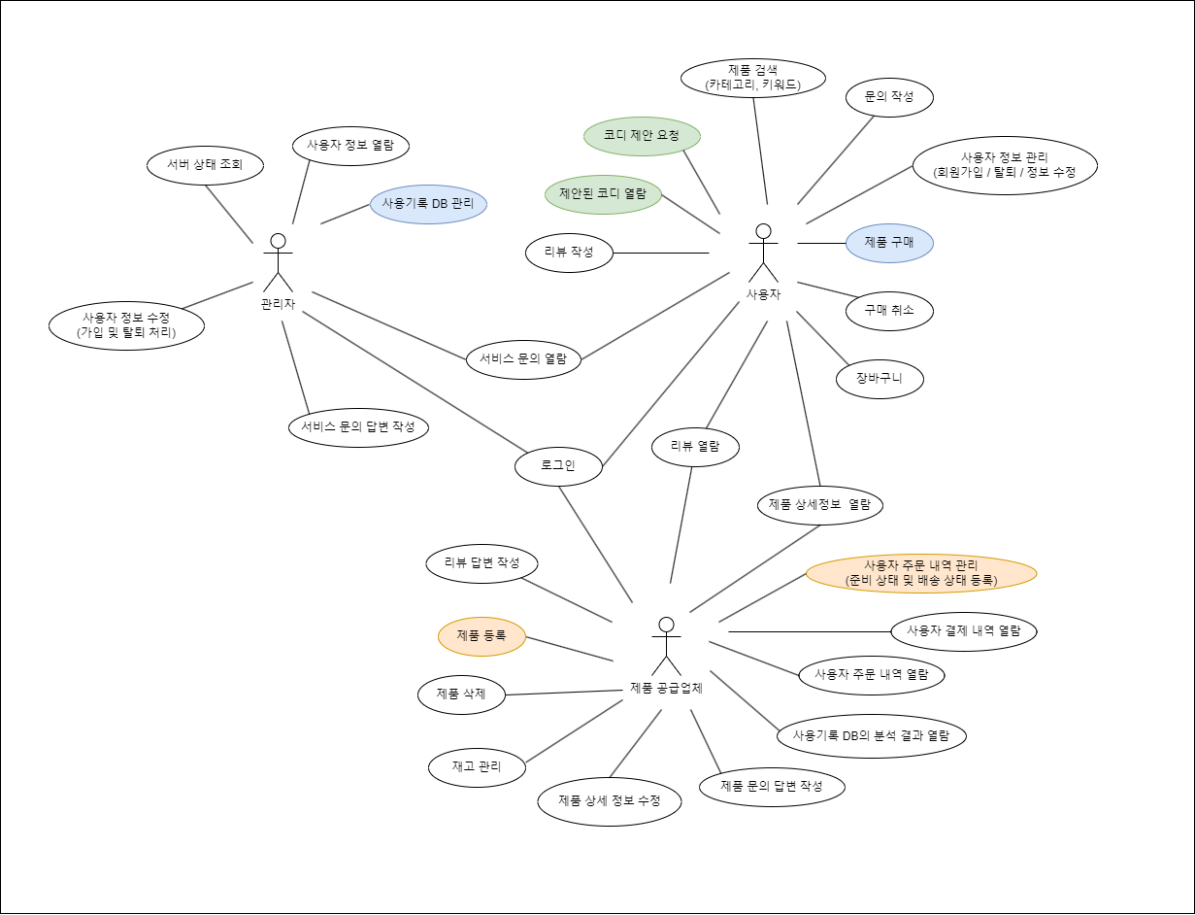 제품 검색
(카테고리, 키워드)
문의 작성
코디 제안 요청
사용자 정보 열람
서버 상태 조회
사용자 정보 관리
(회원가입 / 탈퇴 / 정보 수정
제안된 코디 열람
사용기록 DB 관리
제품 구매
리뷰 작성
사용자
관리자
구매 취소
사용자 정보 수정
(가입 및 탈퇴 처리)
서비스 문의 열람
장바구니
서비스 문의 답변 작성
리뷰 열람
로그인
제품 상세정보 열람
리뷰 답변 작성
사용자 주문 내역 관리
(준비 상태 및 배송 상태 등록)
사용자 결제 내역 열람
제품 등록
사용자 주문 내역 열람
제품 공급업체
제품 삭제
사용기록 DB의 분석 결과 열람
재고 관리
제품 문의 답변 작성
제품 상세 정보 수정